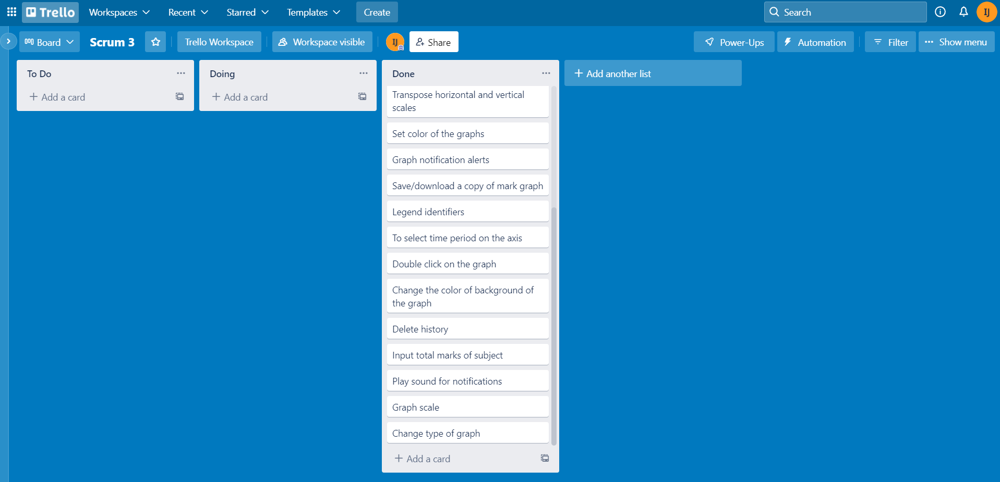 Trello
Workspaces
Recent
Starred
Templates
Create
Search
IJ
Board
Scrum 3
Trello Workspace
Workspace visible
IJ
Share
Power-Ups
Automation
Filter
Show menu
To Do
Add a card
Doing
Add a card
Done
Transpose horizontal and vertical
scales
Set color of the graphs
Graph notification alerts
Save/download a copy of mark graph
Legend identifiers
To select time period on the axis
Double click on the graph
Change the color of background of
the graph
Delete history
Input total marks of subject
Play sound for notifications
Graph scale
Change type of graph
Add a card
Add another list